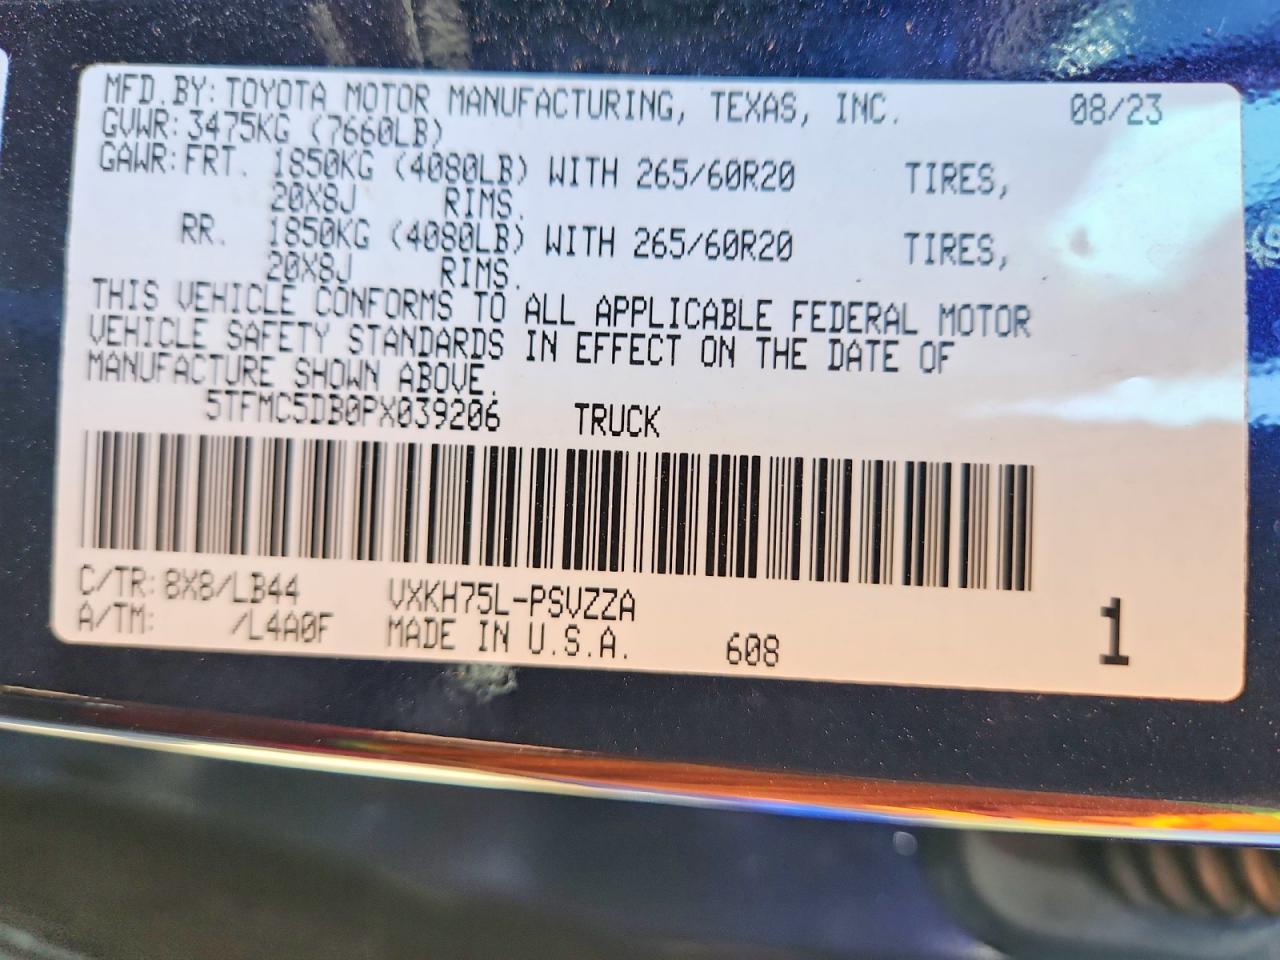 MFD. BY: TOYOTA MOTOR MANUFACTURING, TEXAS, INC. 08/23
GVWR: 3475KG (7660LB)
GAWR: FRT. 1850KG (4080LB) WITH 265/60R20 TIRES,
20X8J RIMS.
RR. 1850KG (4080LB) WITH 265/60R20 TIRES,
20X8J RIMS.
THIS VEHICLE CONFORMS TO ALL APPLICABLE FEDERAL MOTOR
VEHICLE SAFETY STANDARDS IN EFFECT ON THE DATE OF
MANUFACTURE SHOWN ABOVE.
5TFMC5DB0PX039206 TRUCK
C/TR: 8X8/LB44 VXKH75L-PSVZZA
A/TM: /L4A0F MADE IN U.S.A. 608 1